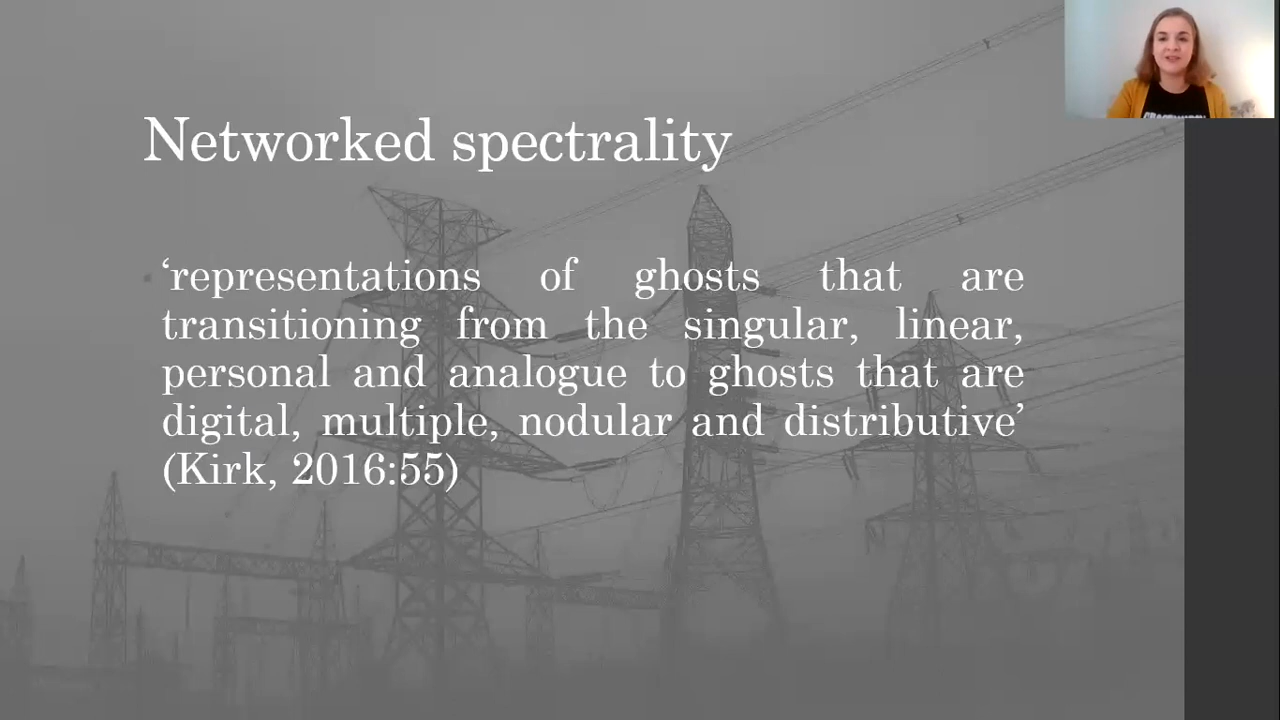 Networked spectrality
‘representations of ghosts that are
transitioning from the singular, linear,
personal and analogue to ghosts that are
digital, multiple, nodular and distributive’
(Kirk, 2016:55)